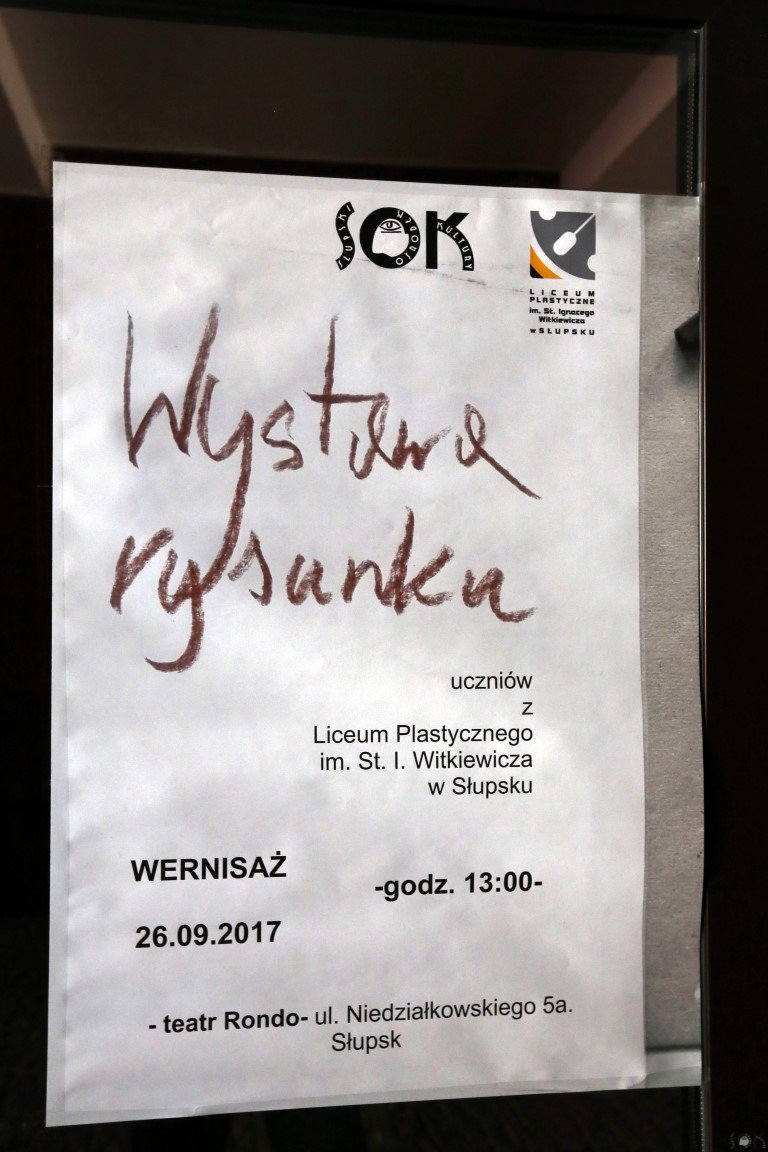 SŁUPSKI OŚRODEK KULTURY
SOK
LICEUM
PLASTYCZNE
im. St. Ignacego
Witkiewicza
w SŁUPSKU
Wystawa
rysunku
uczniów
z
Liceum Plastycznego
im. St. I. Witkiewicza
w Słupsku
WERNISAŻ
-godz. 13:00-
26.09.2017
- teatr Rondo- ul. Niedziałkowskiego 5a.
Słupsk